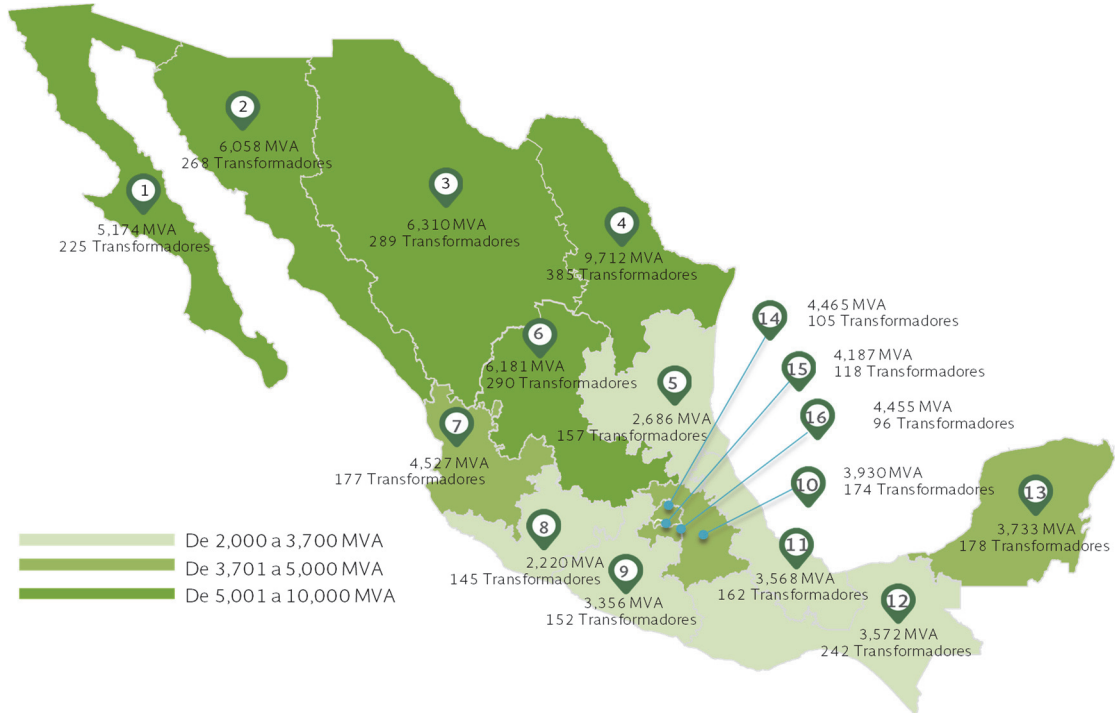 2
6,058 MVA
268 Transformadores
1
5,174 MVA
225 Transformadores
3
6,310 MVA
289 Transformadores
4
9,712 MVA
385 Transformadores
14
4,465 MVA
105 Transformadores
6
6,181 MVA
290 Transformadores
15
4,187 MVA
118 Transformadores
5
2,686 MVA
157 Transformadores
16
4,455 MVA
96 Transformadores
7
4,527 MVA
177 Transformadores
10
3,930 MVA
174 Transformadores
13
3,733 MVA
178 Transformadores
8
2,220 MVA
145 Transformadores
9
3,356 MVA
152 Transformadores
11
3,568 MVA
162 Transformadores
12
3,572 MVA
242 Transformadores
De 2,000 a 3,700 MVA
De 3,701 a 5,000 MVA
De 5,001 a 10,000 MVA